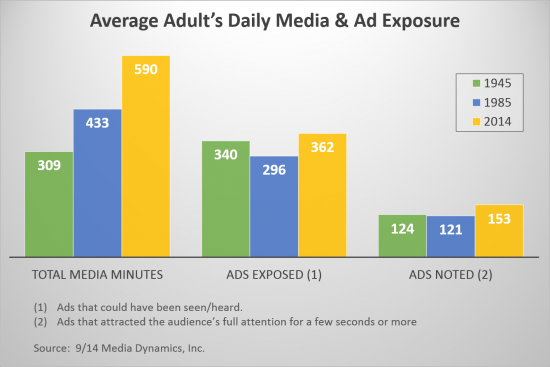 Average Adult's Daily Media & Ad Exposure
590
433
309
340
296
362
124
121
153
1945
1985
2014
TOTAL MEDIA MINUTES
ADS EXPOSED (1)
ADS NOTED (2)
(1) Ads that could have been seen/heard.
(2) Ads that attracted the audience's full attention for a few seconds or more
Source: 9/14 Media Dynamics, Inc.